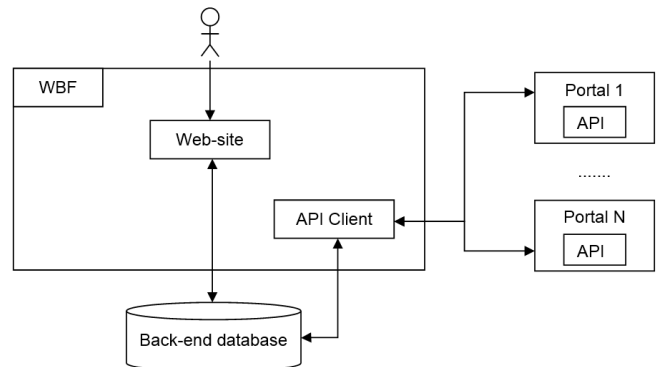 WBF
Portal 1
API
Web-site
.......
API Client
Portal N
API
Back-end database